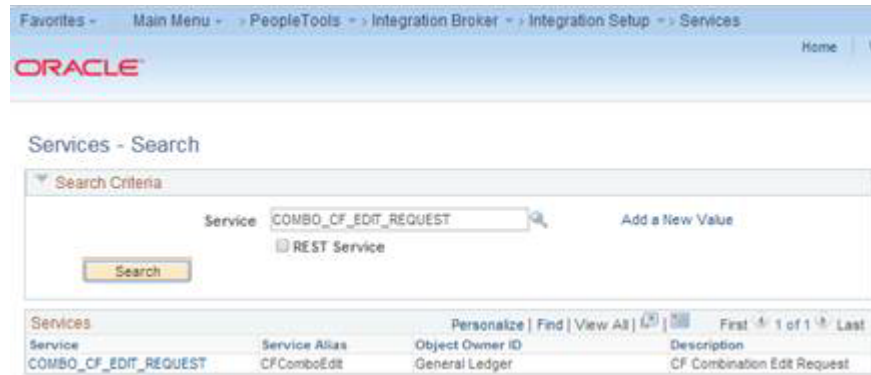 Favorites Main Menu > PeopleTools > Integration Broker > Integration Setup > Services
Home
ORACLE
Services - Search
Search Criteria
Service COMBO_CF_EDIT_REQUEST Add a New Value
REST Service
Search
Services Personalize | Find | View All | | First 1 of 1 Last
Service Service Alias Object Owner ID Description
COMBO_CF_EDIT_REQUEST CFComboEdit General Ledger CF Combination Edit Request